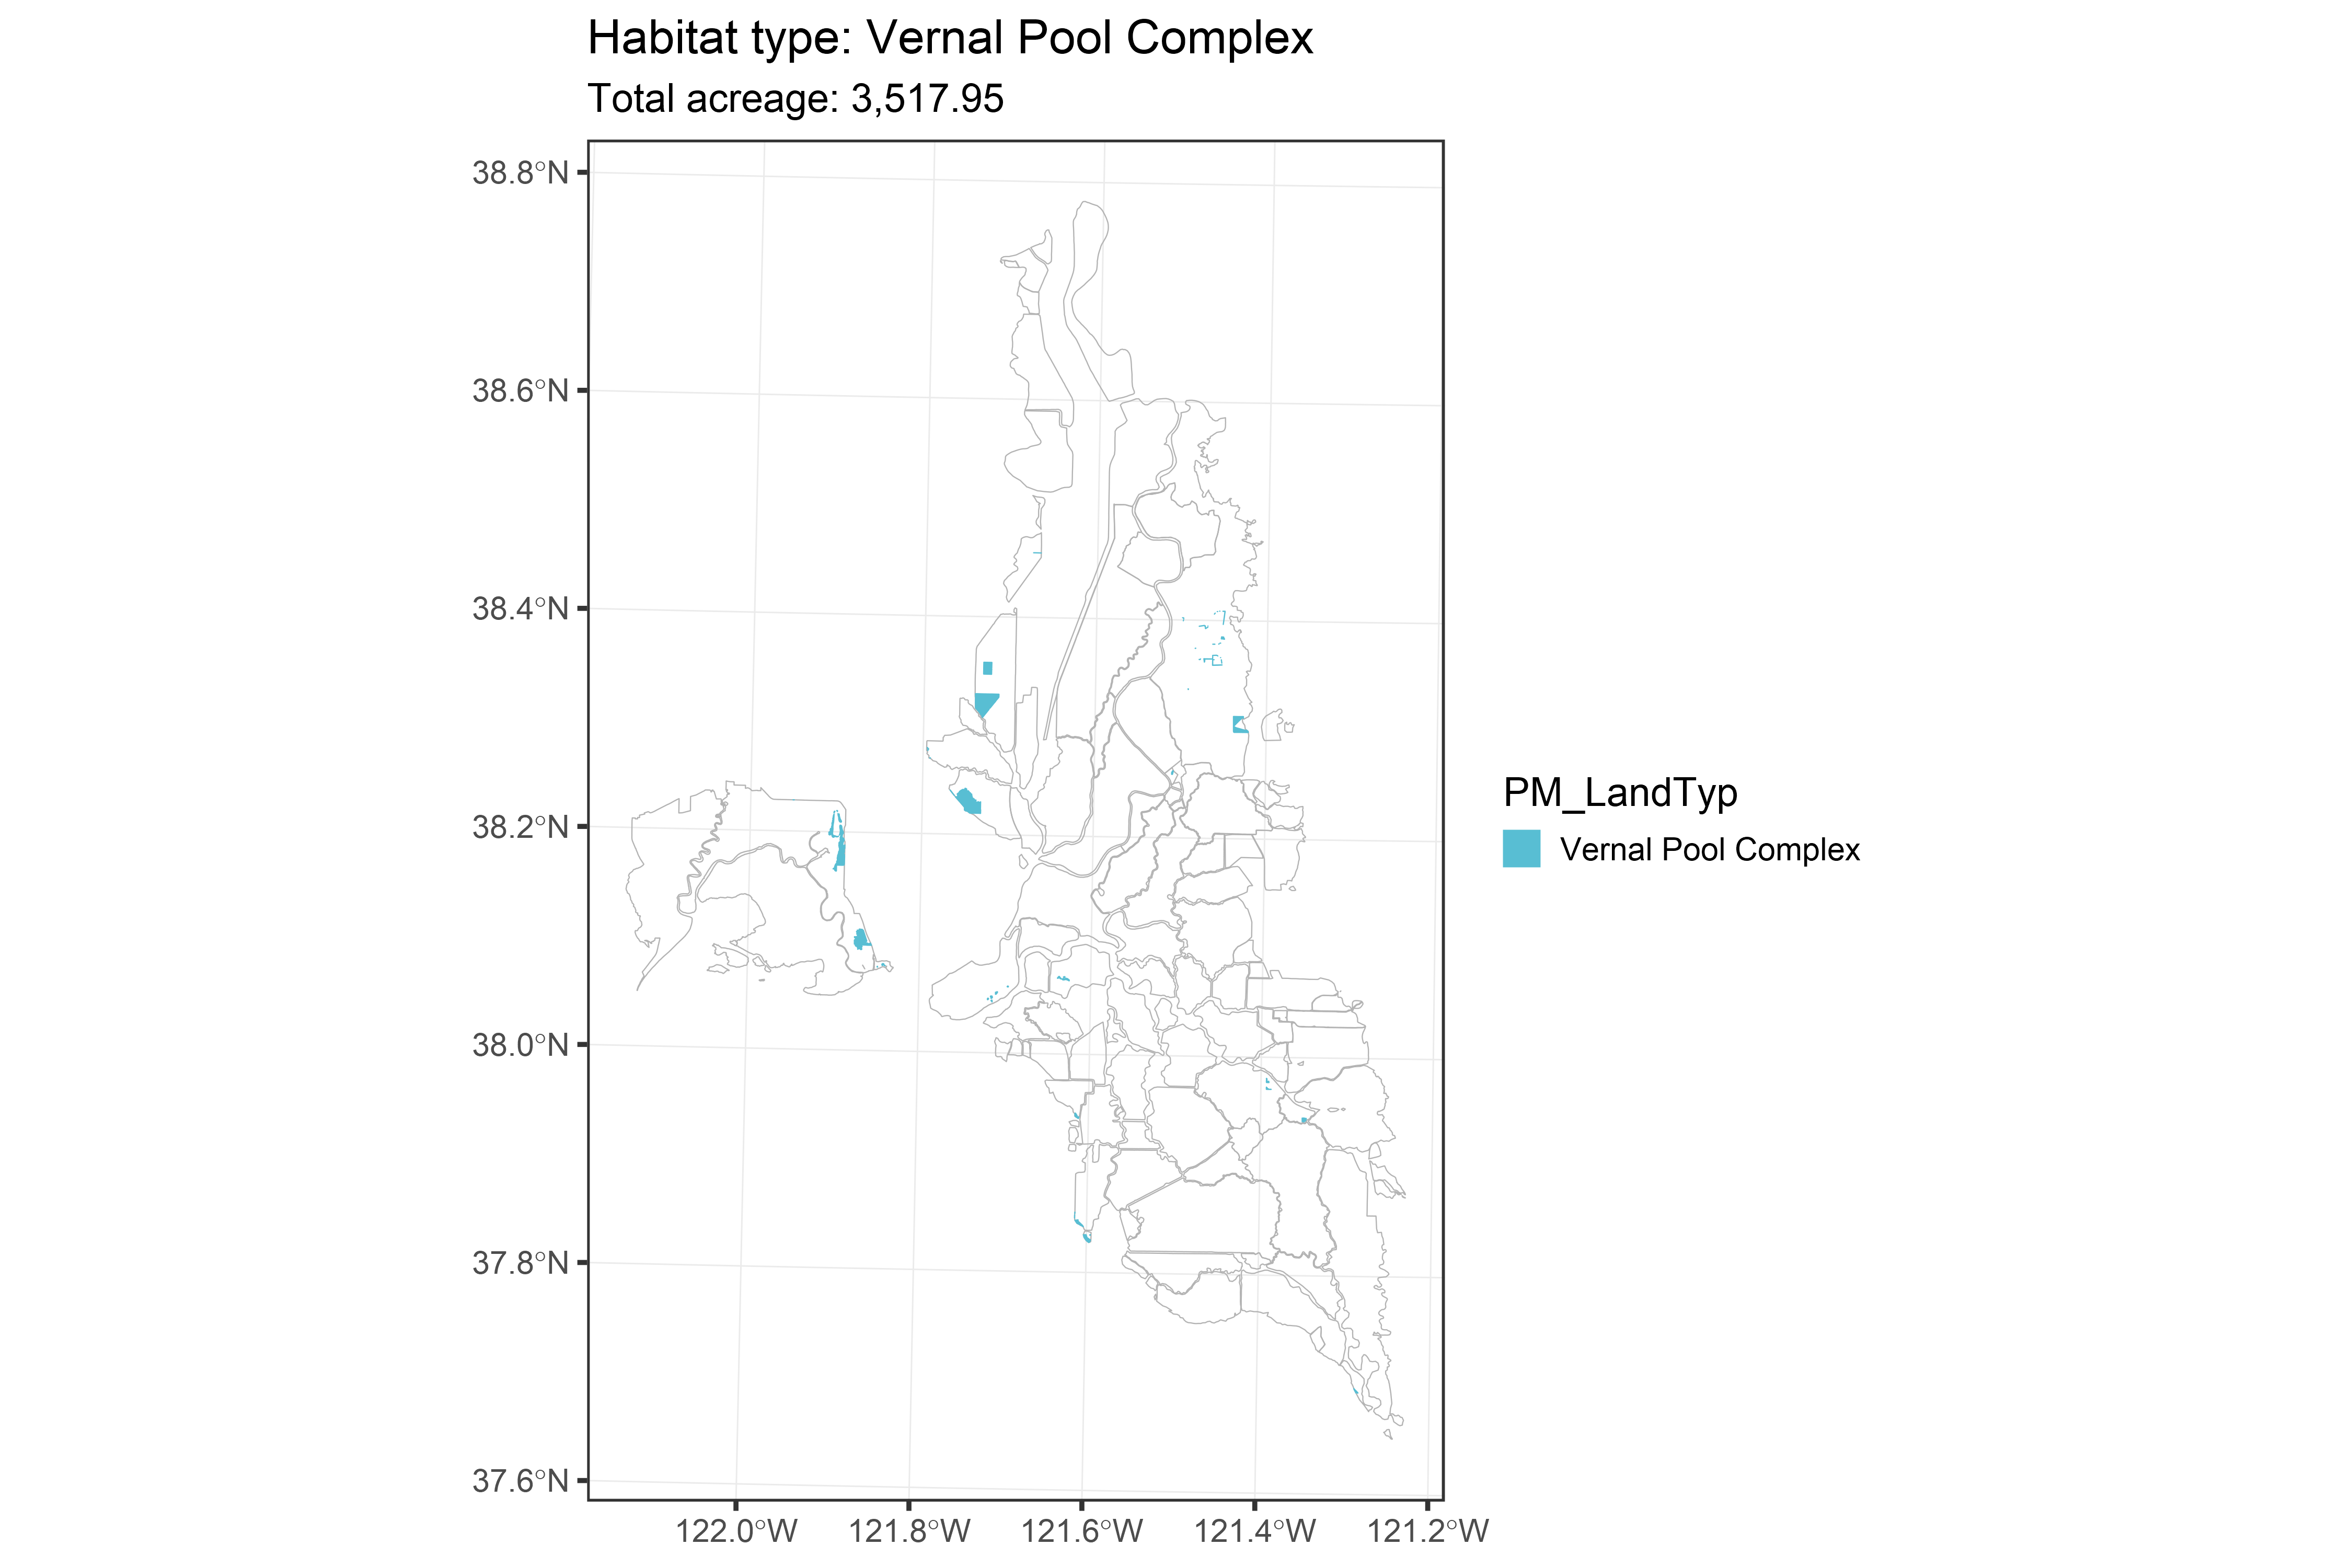 Habitat type: Vernal Pool Complex
Total acreage: 3,517.95
38.8°N
38.6°N
38.4°N
38.2°N
38.0°N
37.8°N
37.6°N
122.0°W
121.8°W
121.6°W
121.4°W
121.2°W
PM_LandTyp
Vernal Pool Complex